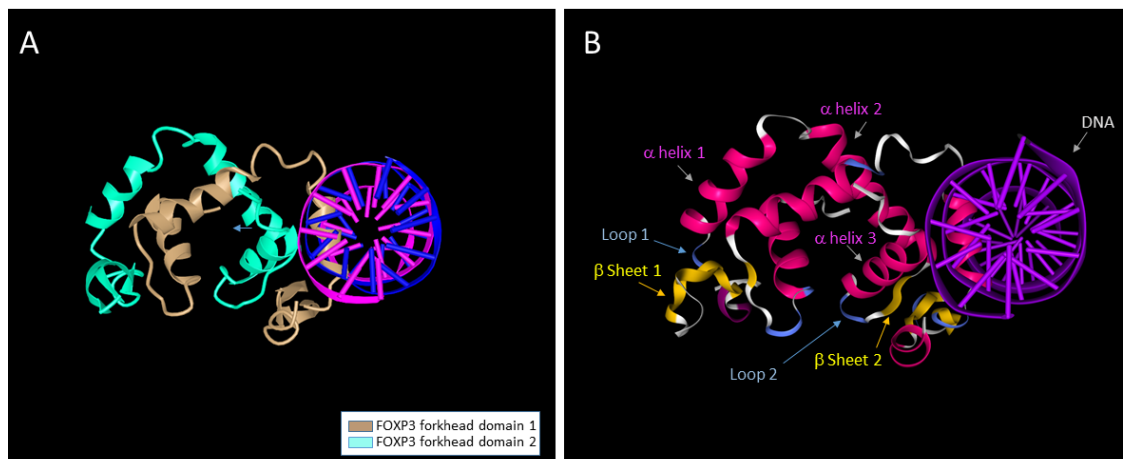 A
FOXP3 forkhead domain 1
FOXP3 forkhead domain 2
B
α helix 2
DNA
α helix 1
Loop 1
α helix 3
β Sheet 1
Loop 2
β Sheet 2